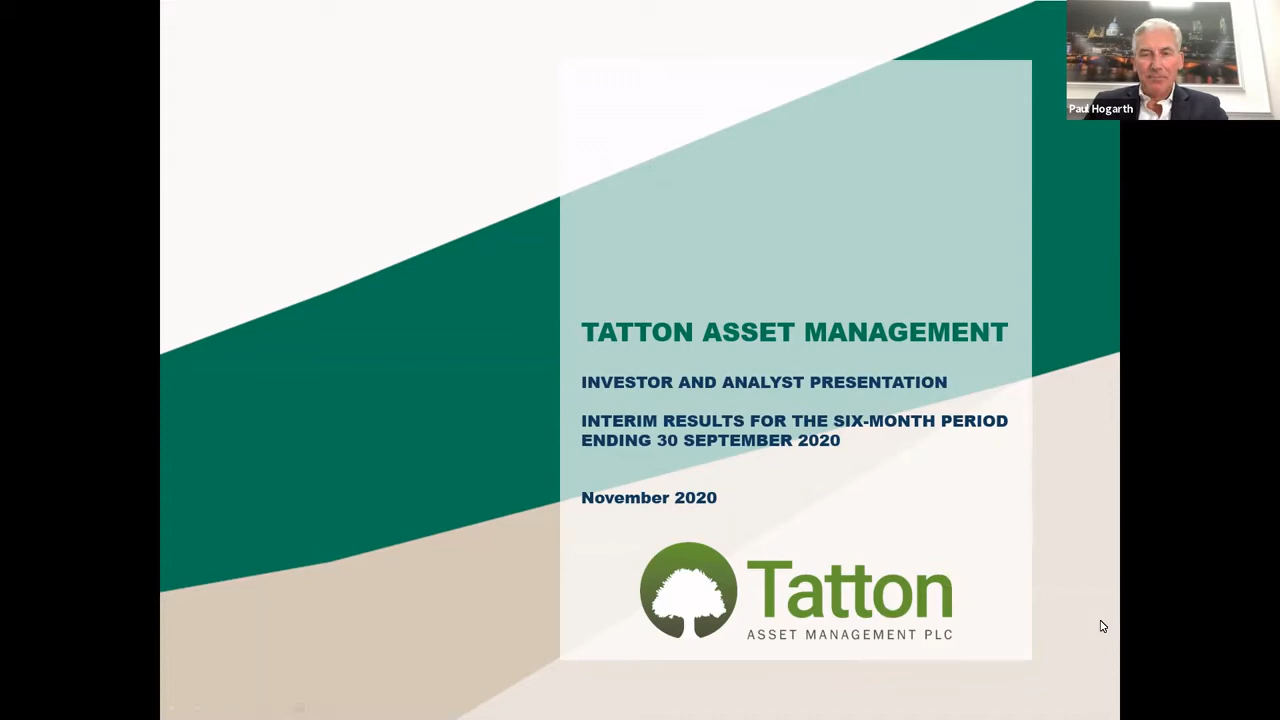 Paul Hogarth
TATTON ASSET MANAGEMENT
INVESTOR AND ANALYST PRESENTATION
INTERIM RESULTS FOR THE SIX-MONTH PERIOD
ENDING 30 SEPTEMBER 2020
November 2020
Tatton
ASSET MANAGEMENT PLC